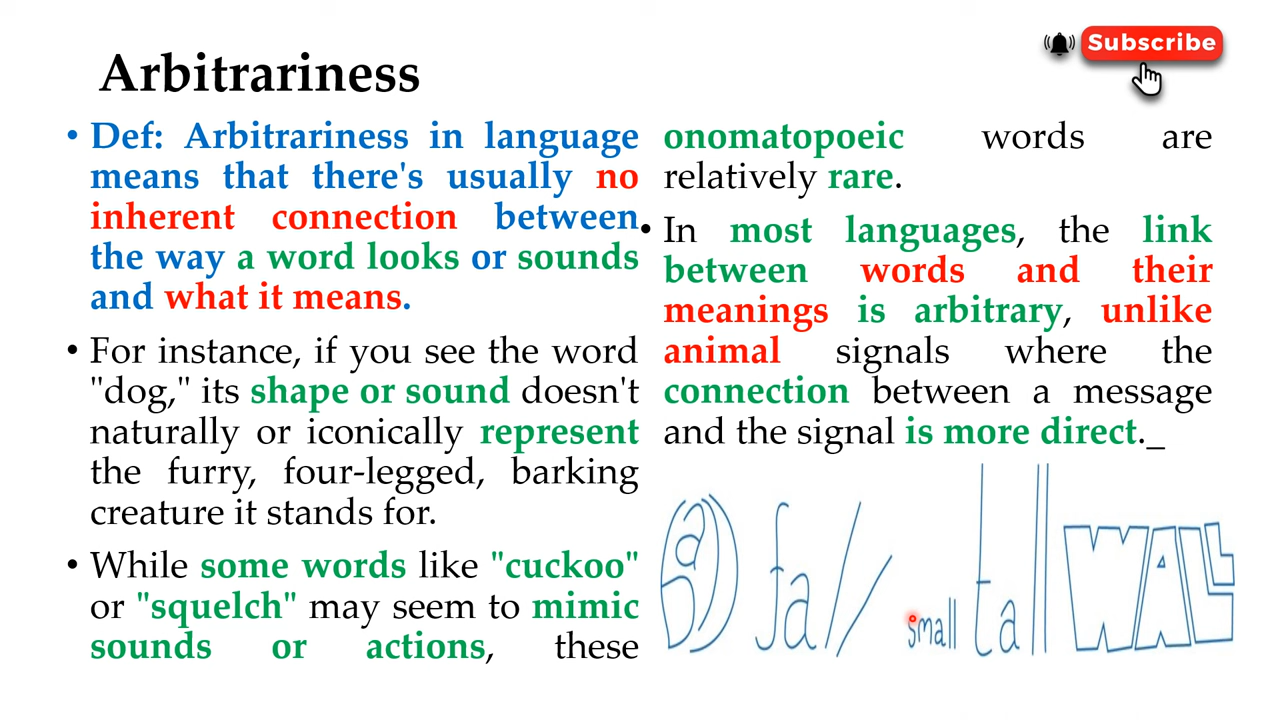 Subscribe
Arbitrariness
• Def: Arbitrariness in language
means that there's usually no
inherent connection between
the way a word looks or sounds
and what it means.
• For instance, if you see the word
"dog," its shape or sound doesn't
naturally or iconically represent
the furry, four-legged, barking
creature it stands for.
• While some words like "cuckoo"
or "squelch" may seem to mimic
sounds or actions, these
onomatopoeic words are
relatively rare.
• In most languages, the link
between words and their
meanings is arbitrary, unlike
animal signals where the
connection between a message
and the signal is more direct._
fall small tall WALL